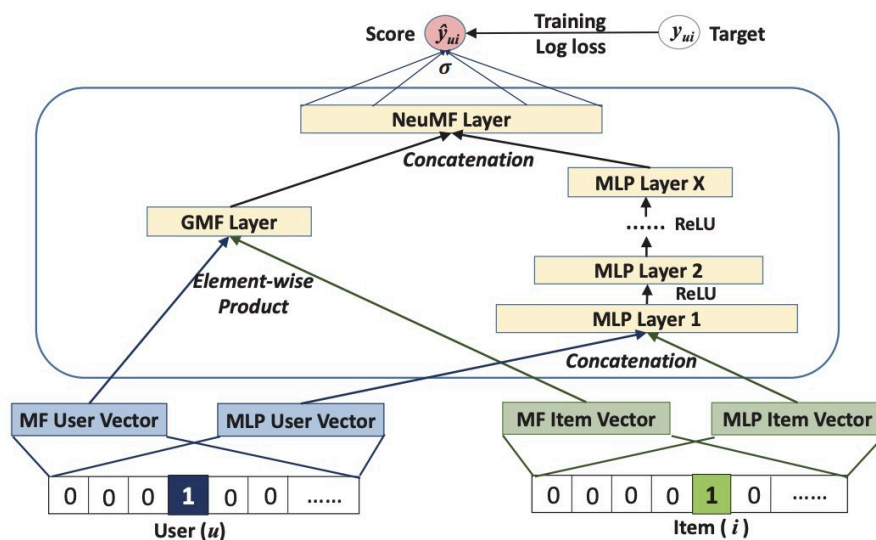 Score ŷui Training yui Target
Log loss
σ
NeuMF Layer
Concatenation
MLP Layer X
GMF Layer
...... ReLU
Element-wise
Product
MLP Layer 2
ReLU
MLP Layer 1
Concatenation
MF User Vector MLP User Vector MF Item Vector MLP Item Vector
0 0 0 1 0 0 ...... 0 0 0 0 1 0 ......
User (u) Item ( i )